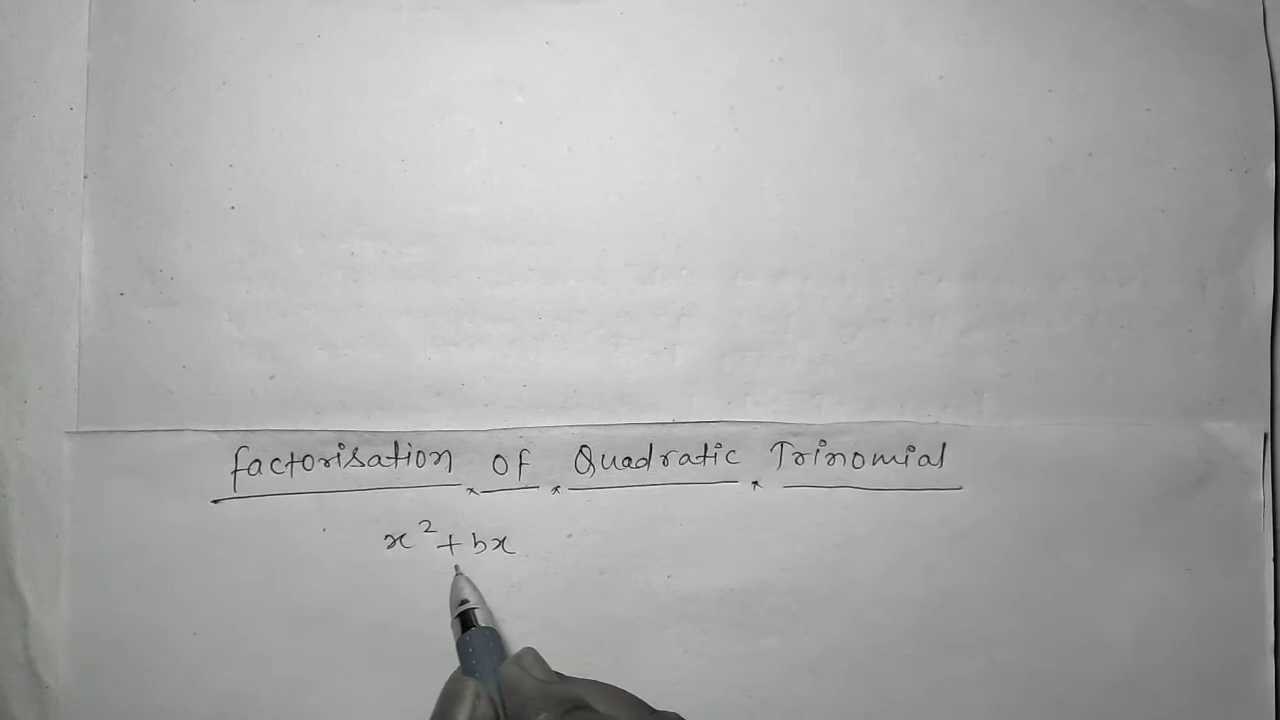 factorisation of Quadratic Trinomial
x² + bx